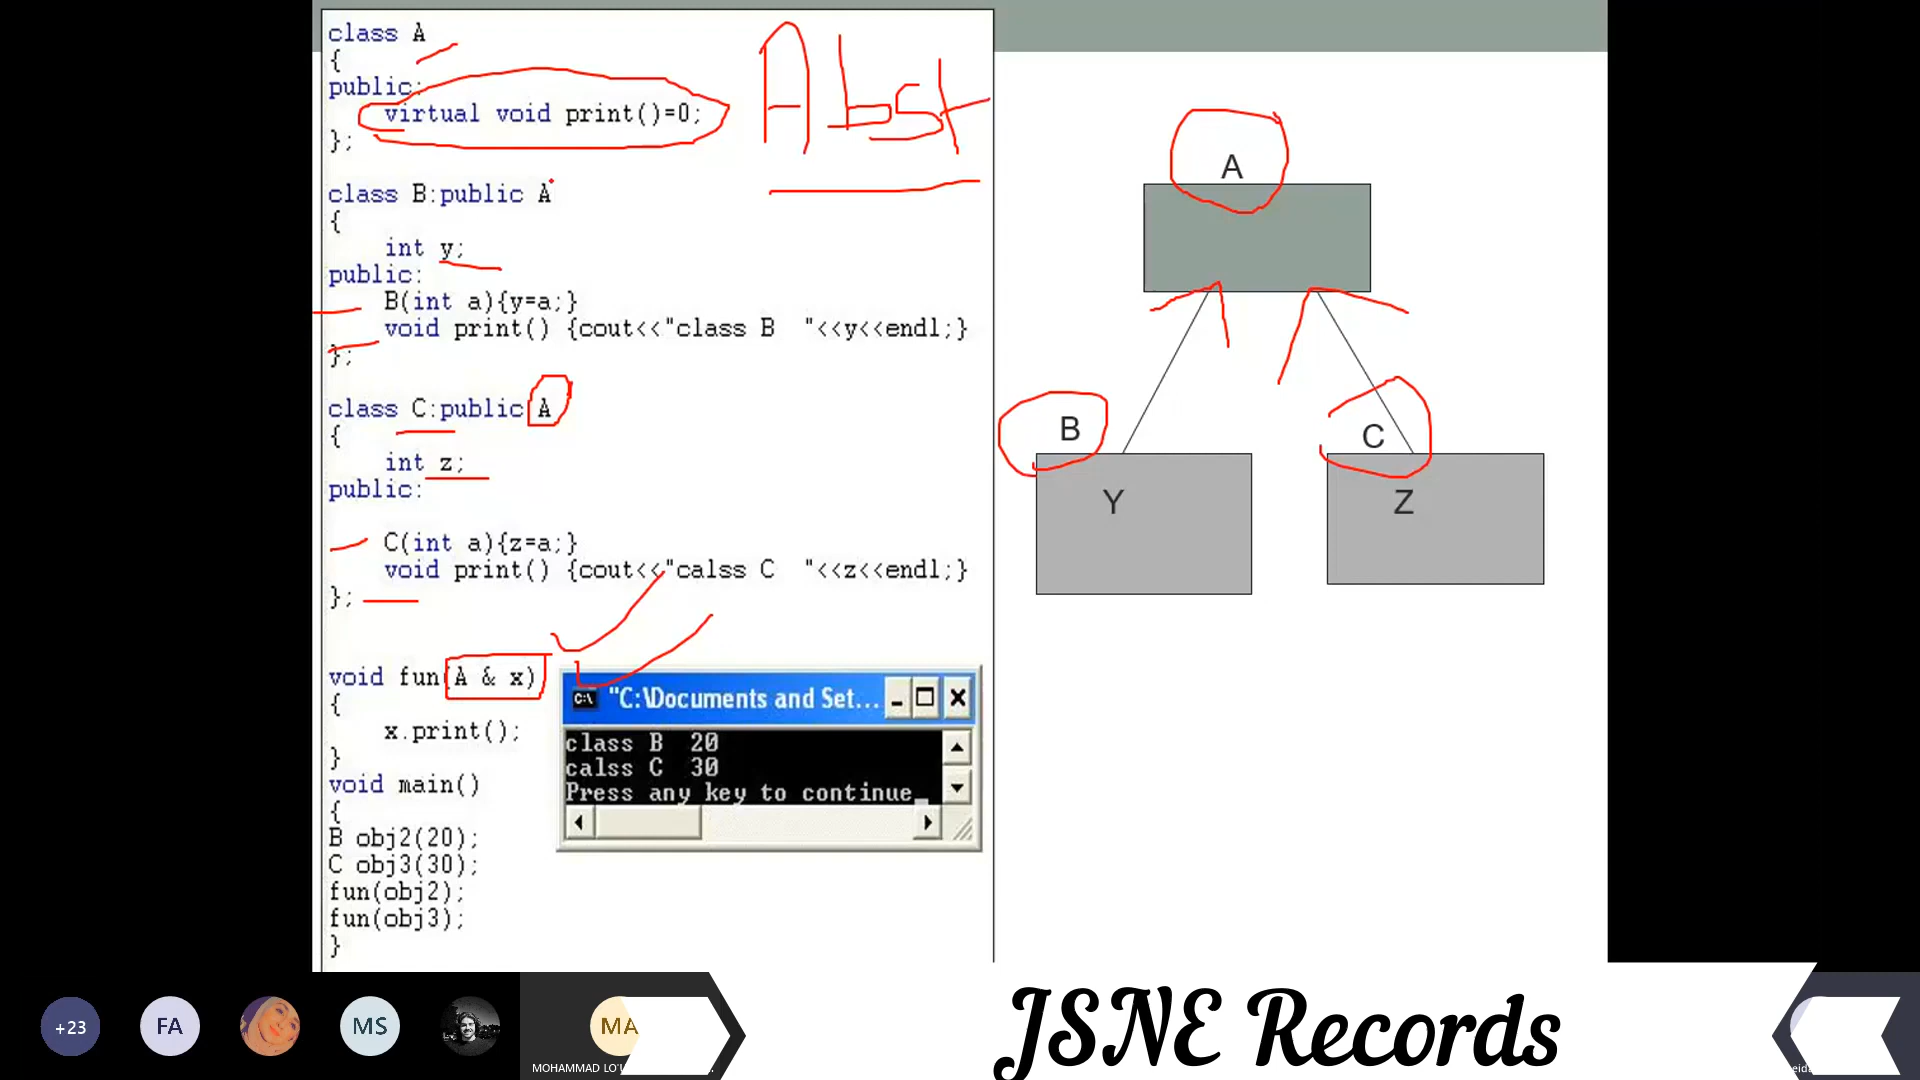 class A
{
public:
virtual void print()=0;
};
Abst
class B:public A
{
int y;
public:
B(int a){y=a;}
void print() {cout<<"class B  "<<y<<endl;}
};
class C:public A
{
int z;
public:
C(int a){z=a;}
void print() {cout<<"calss C  "<<z<<endl;}
};
void fun(A & x)
{
x.print();
}
void main()
{
B obj2(20);
C obj3(30);
fun(obj2);
fun(obj3);
}
"C:\Documents and Set...
class B  20
calss C  30
Press any key to continue_
A
B
C
Y
Z
+23
FA
MS
MA
MOHAMMAD
JSNE Records